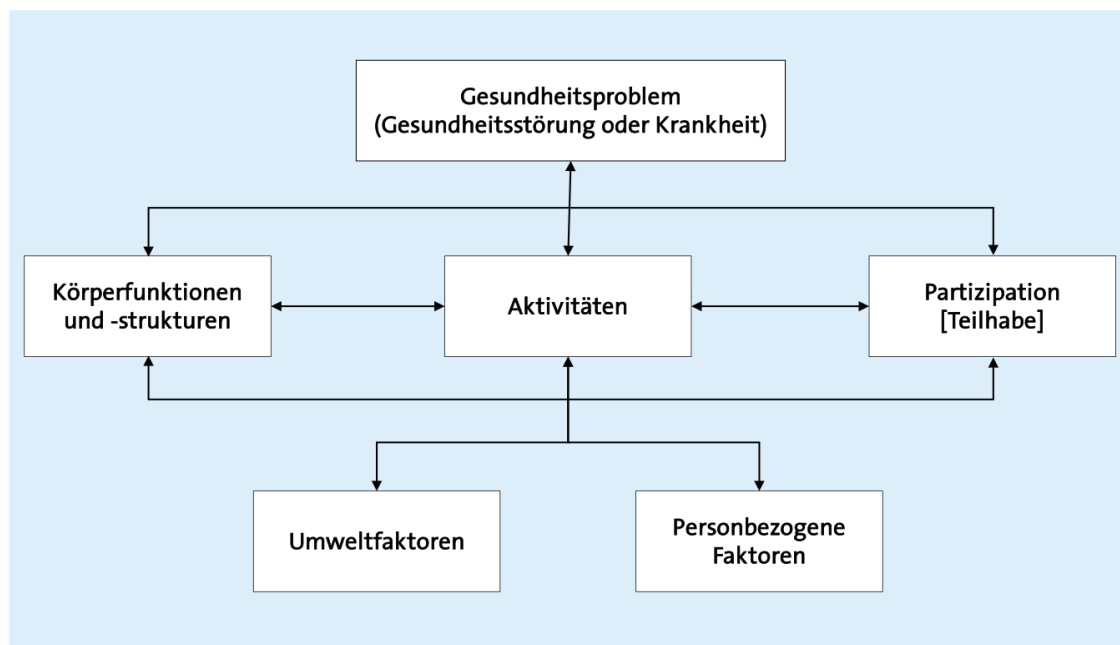 Gesundheitsproblem
(Gesundheitsstörung oder Krankheit)
Körperfunktionen
und -strukturen
Aktivitäten
Partizipation
[Teilhabe]
Umweltfaktoren
Personbezogene
Faktoren